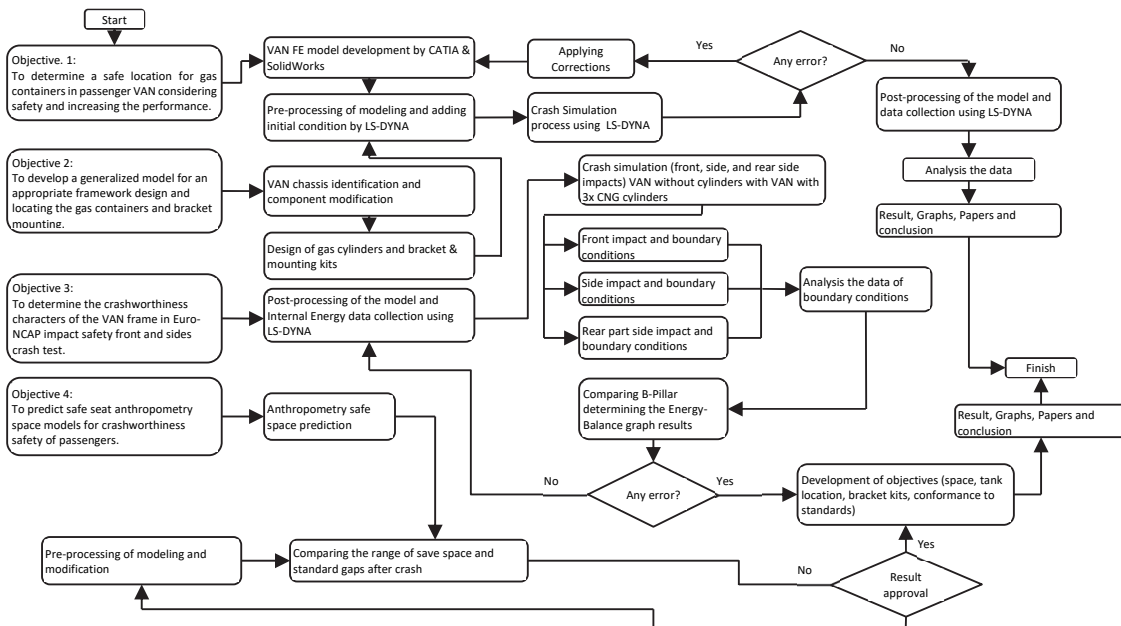 Start
Objective. 1:
To determine a safe location for gas
containers in passenger VAN considering
safety and increasing the performance.
VAN FE model development by CATIA &
SolidWorks
Applying
Corrections
Yes
Any error?
No
Pre-processing of modeling and adding
initial condition by LS-DYNA
Crash Simulation
process using LS-DYNA
Post-processing of the model and
data collection using LS-DYNA
Analysis the data
Result, Graphs, Papers and
conclusion
Objective 2:
To develop a generalized model for an
appropriate framework design and
locating the gas containers and bracket
mounting.
VAN chassis identification and
component modification
Design of gas cylinders and bracket &
mounting kits
Crash simulation (front, side, and rear side
impacts) VAN without cylinders with VAN with
3x CNG cylinders
Front impact and boundary
conditions
Side impact and boundary
conditions
Rear part side impact and
boundary conditions
Analysis the data of
boundary conditions
Objective 3:
To determine the crashworthiness
characters of the VAN frame in Euro-
NCAP impact safety front and sides
crash test.
Post-processing of the model and
Internal Energy data collection using
LS-DYNA
Finish
Objective 4:
To predict safe seat anthropometry
space models for crashworthiness
safety of passengers.
Anthropometry safe
space prediction
Comparing B-Pillar
determining the Energy-
Balance graph results
Result, Graphs, Papers and
conclusion
No
Any error?
Yes
Development of objectives (space, tank
location, bracket kits, conformance to
standards)
Yes
Pre-processing of modeling and
modification
Comparing the range of save space and
standard gaps after crash
No
Result
approval